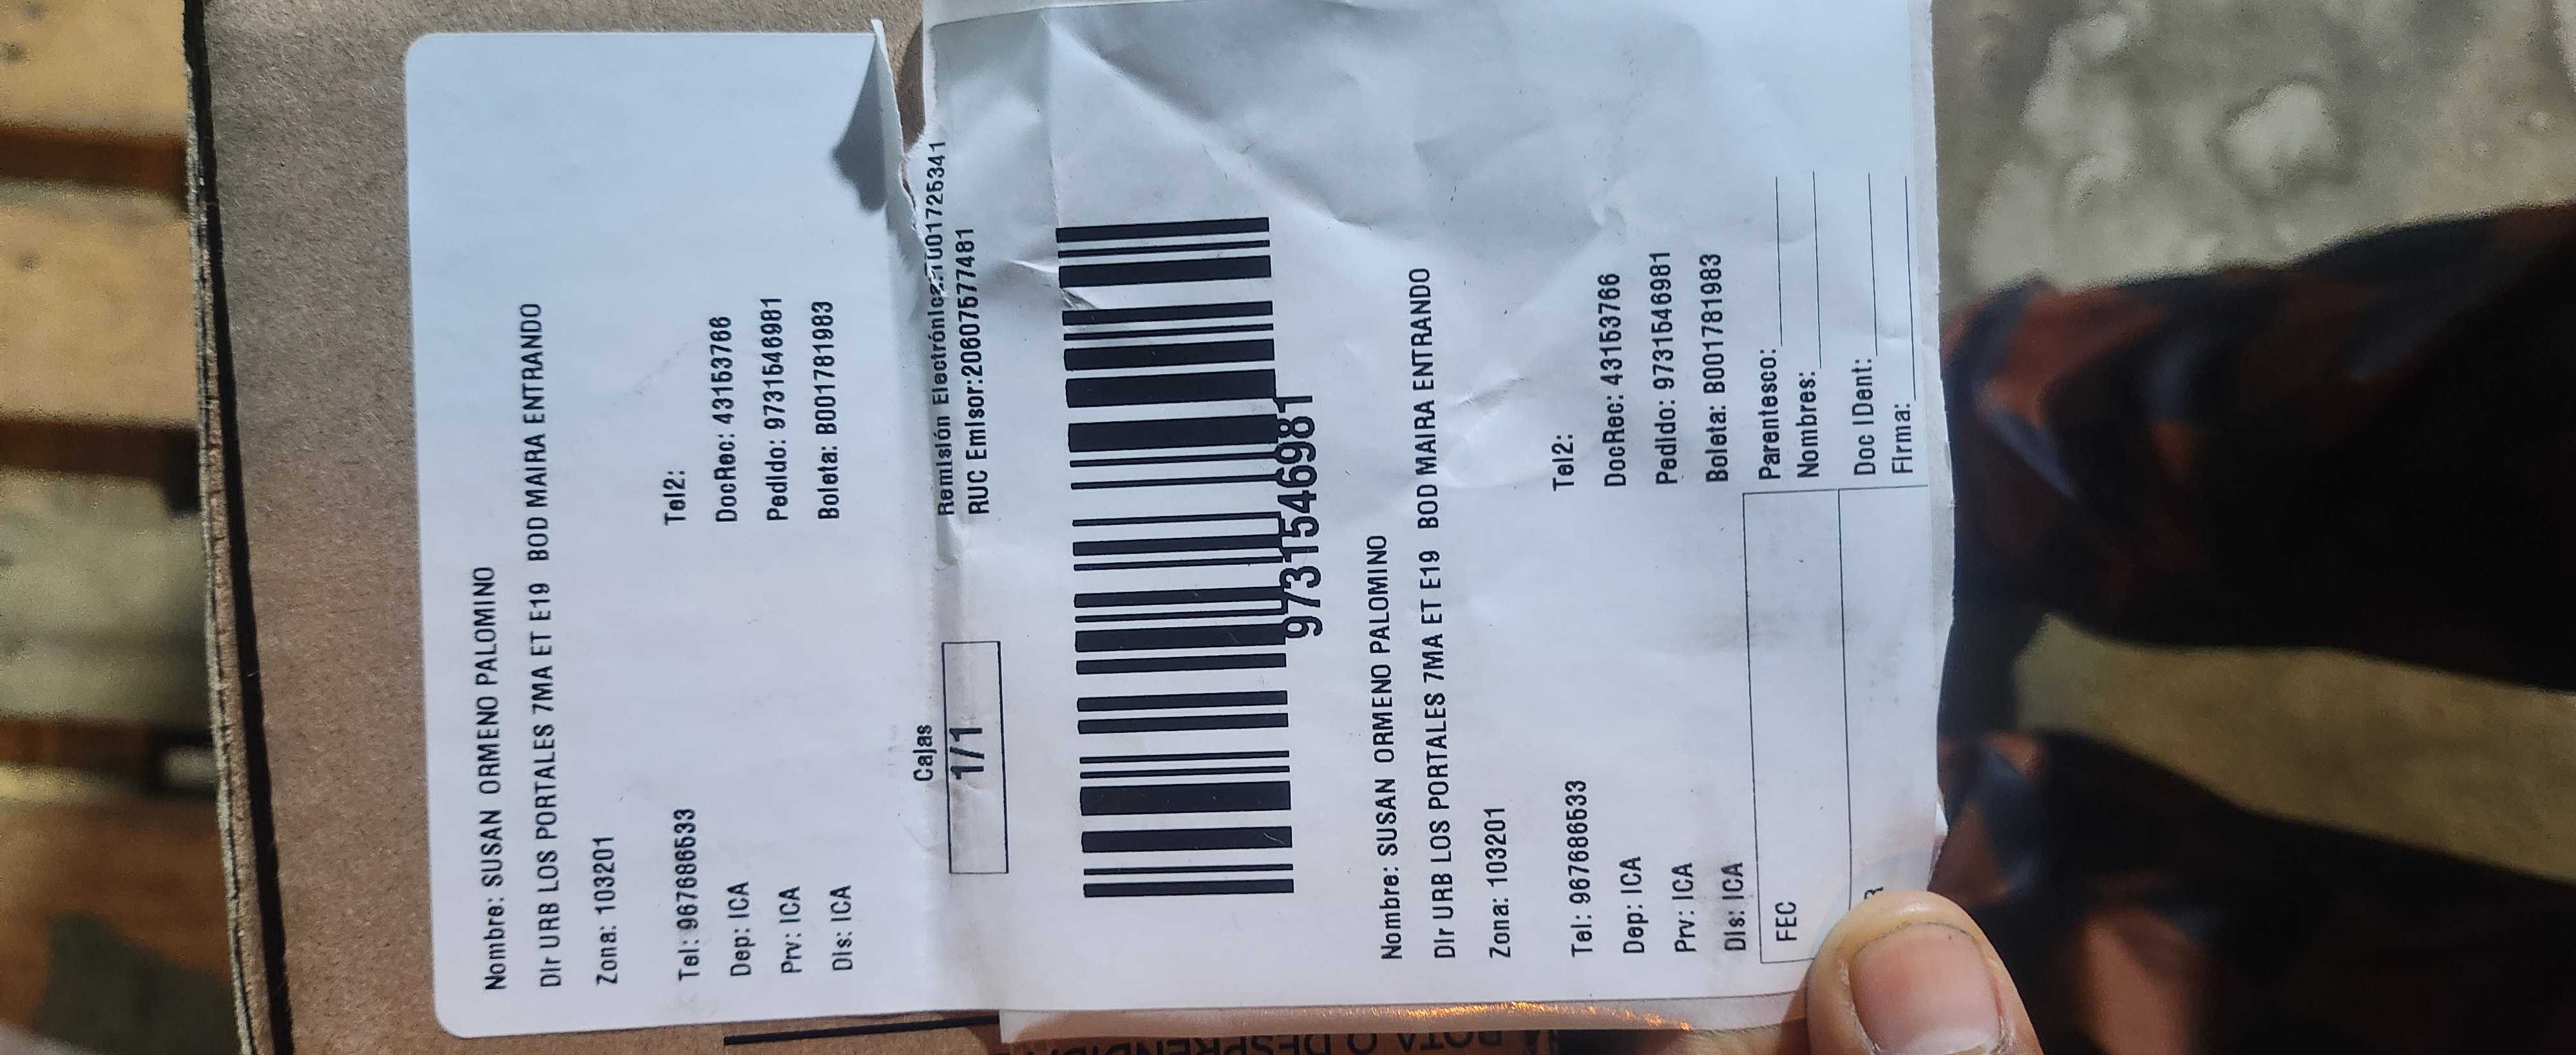 Nombre: SUSAN ORMENO PALOMINO
Dir URB LOS PORTALES 7MA ET E19 BOD MAIRA ENTRANDO
Zona: 103201
Tel: 967686533 Tel2:
Dep: ICA DocRec: 43153766
Prv: ICA Pedido: 9731546981
Dis: ICA Boleta: B001781983
Cajas Remisión Electrónica:T001725341
1/1 RUC Emisor:20607577481
9731546981
Nombre: SUSAN ORMENO PALOMINO
Dir URB LOS PORTALES 7MA ET E19 BOD MAIRA ENTRANDO
Zona: 103201
Tel: 967686533 Tel2:
Dep: ICA DocRec: 43153766
Prv: ICA Pedido: 9731546981
Dis: ICA Boleta: B001781983
FEC Parentesco:
Nombres:
Doc IDent:
Firma: